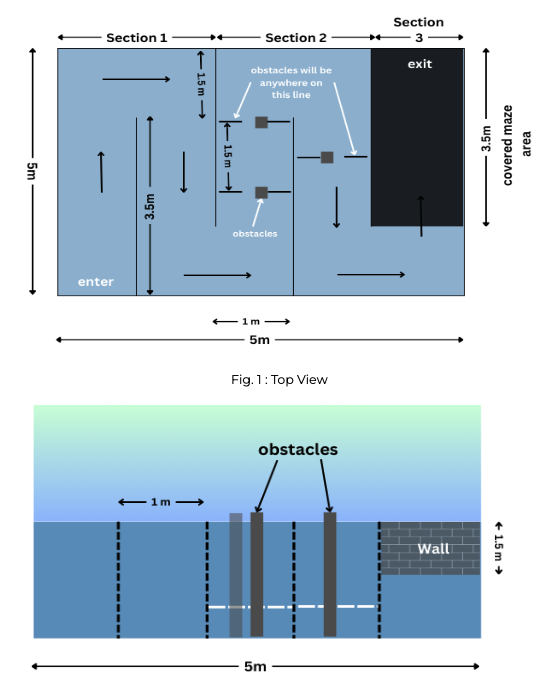 Section
Section 1
Section 2
3
exit
obstacles will be
anywhere on
this line
1.5 m
1.5 m
5m
3.5m
3.5m
covered maze
area
obstacles
enter
1 m
5m
Fig. 1 : Top View
obstacles
1 m
Wall
1.5 m
5m